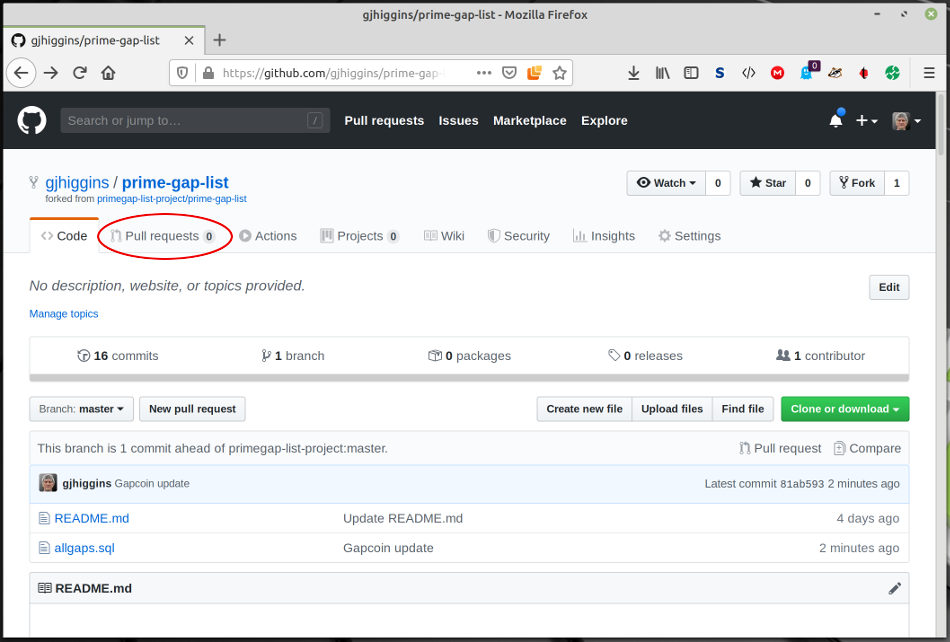 gjhiggins/prime-gap-list - Mozilla Firefox
gjhiggins/prime-gap-list
https://github.com/gjhiggins/prime-gap-
S
M
0
Search or jump to…
/
Pull requests Issues Marketplace Explore
gjhiggins / prime-gap-list
Watch 0 Star 0 Fork 1
forked from primegap-list-project/prime-gap-list
Code Pull requests 0 Actions Projects 0 Wiki Security Insights Settings
No description, website, or topics provided.
Edit
Manage topics
16 commits 1 branch 0 packages 0 releases 1 contributor
Branch: master New pull request Create new file Upload files Find file Clone or download
This branch is 1 commit ahead of primegap-list-project:master. Pull request Compare
gjhiggins Gapcoin update Latest commit 81ab593 2 minutes ago
README.md Update README.md 4 days ago
allgaps.sql Gapcoin update 2 minutes ago
README.md